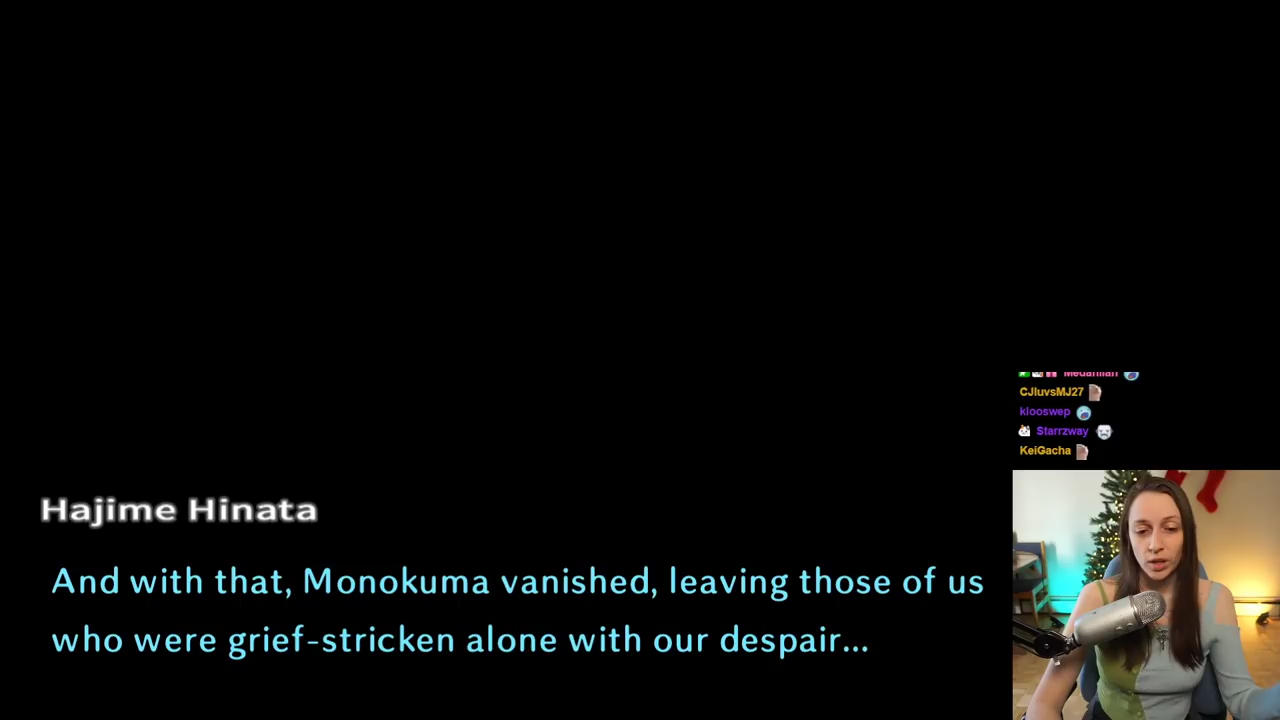 Medarilan
CJluvsMJ27
klooswep
Starrzway
KeiGacha
Hajime Hinata
And with that, Monokuma vanished, leaving those of us
who were grief-stricken alone with our despair...